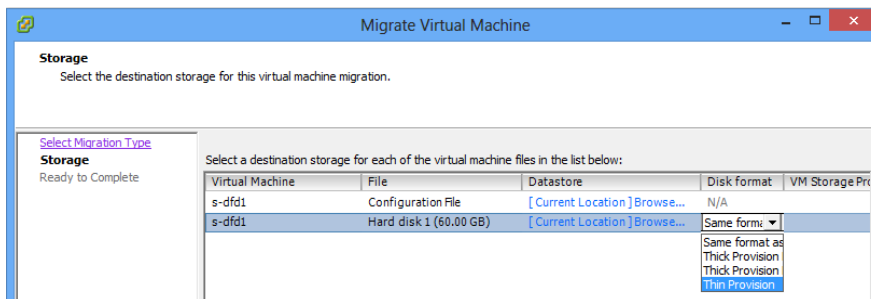 Migrate Virtual Machine
Storage
Select the destination storage for this virtual machine migration.
Select Migration Type
Storage
Ready to Complete
Select a destination storage for each of the virtual machine files in the list below:
Virtual Machine File Datastore Disk format VM Storage Pro
s-dfd1 Configuration File [ Current Location ] Browse... N/A
s-dfd1 Hard disk 1 (60.00 GB) [ Current Location ] Browse... Same forma
Same format as
Thick Provision
Thick Provision
Thin Provision